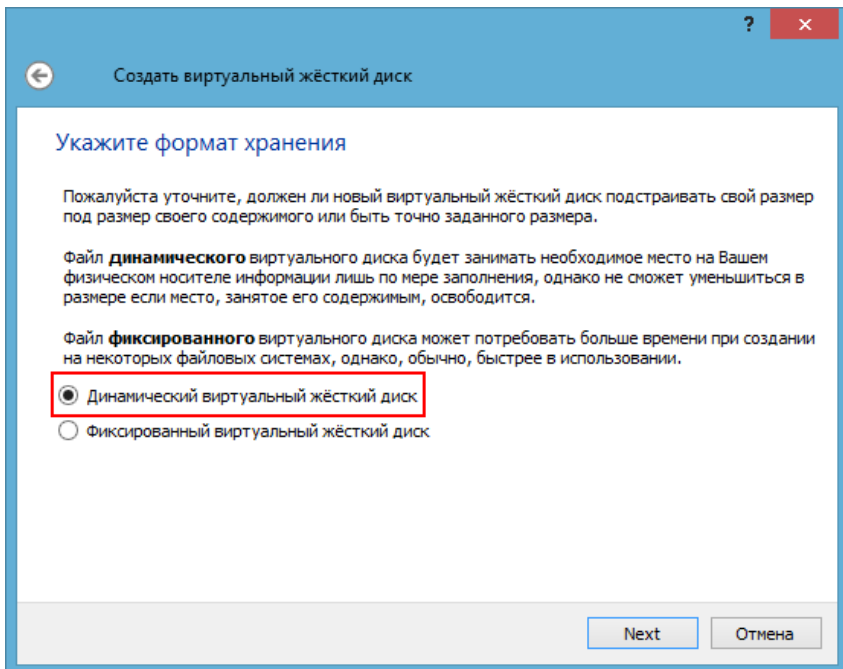 ?
Создать виртуальный жёсткий диск
Укажите формат хранения
Пожалуйста уточните, должен ли новый виртуальный жёсткий диск подстраивать свой размер
под размер своего содержимого или быть точно заданного размера.
Файл динамического виртуального диска будет занимать необходимое место на Вашем
физическом носителе информации лишь по мере заполнения, однако не сможет уменьшиться в
размере если место, занятое его содержимым, освободится.
Файл фиксированного виртуального диска может потребовать больше времени при создании
на некоторых файловых системах, однако, обычно, быстрее в использовании.
Динамический виртуальный жёсткий диск
Фиксированный виртуальный жёсткий диск
Next Отмена